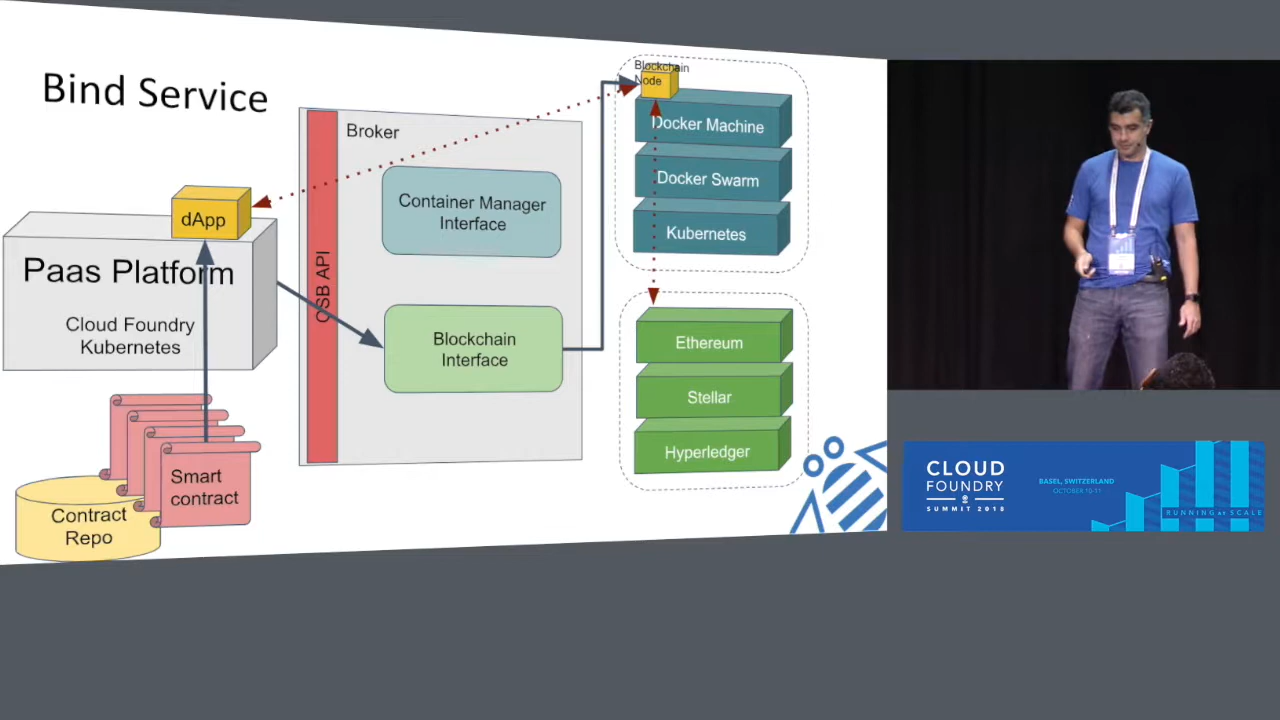 Bind Service
Broker
OSB API
Container Manager
Interface
Blockchain
Interface
dApp
Paas Platform
Cloud Foundry
Kubernetes
Smart
contract
Contract
Repo
Blockchain
Node
Docker Machine
Docker Swarm
Kubernetes
Ethereum
Stellar
Hyperledger
CLOUD
FOUNDRY
SUMMIT 2018
BASEL, SWITZERLAND
OCTOBER 10-11
RUNNING at SCALE